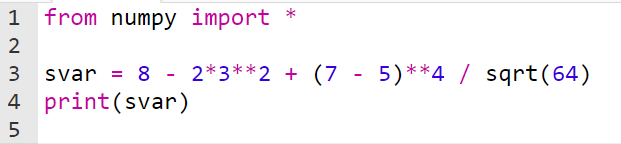 1 from numpy import *
2
3 svar = 8 - 2*3**2 + (7 - 5)**4 / sqrt(64)
4 print(svar)
5